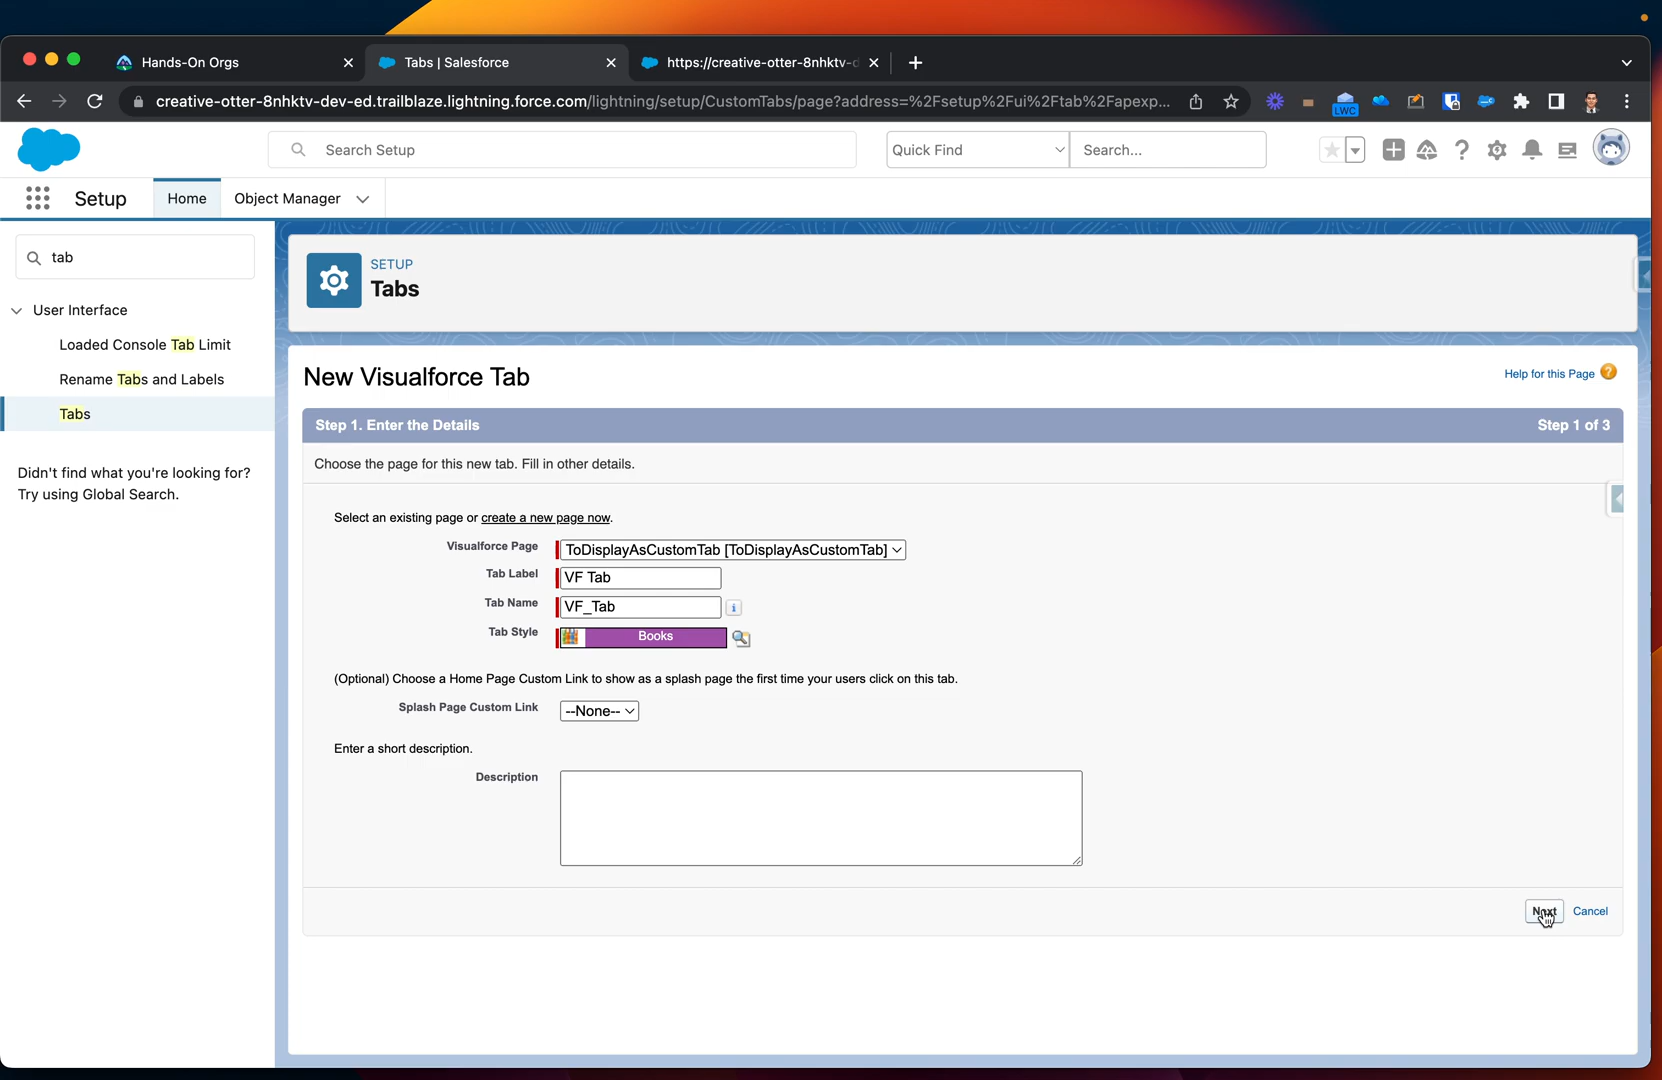 Hands-On Orgs
Tabs | Salesforce
https://creative-otter-8nhktv-d
creative-otter-8nhktv-dev-ed.trailblaze.lightning.force.com/lightning/setup/CustomTabs/page?address=%2Fsetup%2Fui%2Ftab%2Fapexp...
LWC
Search Setup
Quick Find
Search...
Setup
Home
Object Manager
tab
User Interface
Loaded Console Tab Limit
Rename Tabs and Labels
Tabs
Didn't find what you're looking for?
Try using Global Search.
SETUP
Tabs
New Visualforce Tab
Help for this Page
Step 1. Enter the Details
Step 1 of 3
Choose the page for this new tab. Fill in other details.
Select an existing page or create a new page now.
Visualforce Page
ToDisplayAsCustomTab [ToDisplayAsCustomTab]
Tab Label
VF Tab
Tab Name
VF_Tab
Tab Style
Books
(Optional) Choose a Home Page Custom Link to show as a splash page the first time your users click on this tab.
Splash Page Custom Link
--None--
Enter a short description.
Description
Next
Cancel